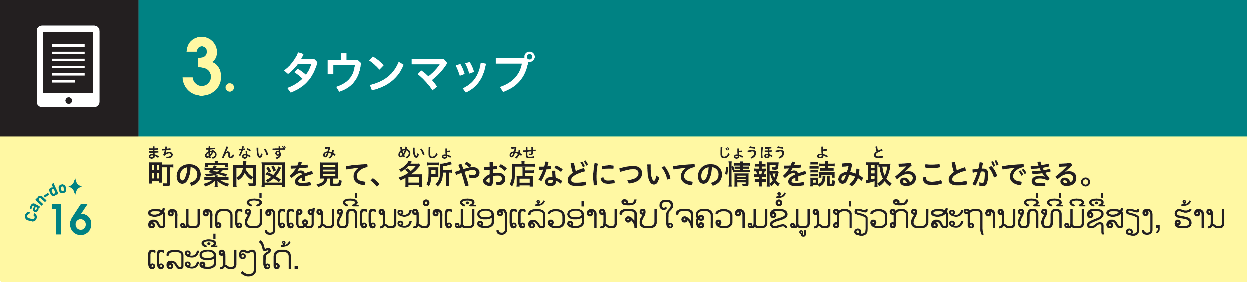 3. タウンマップ
まち あんないず み めいしょ みせ じょうほう よ と
町の案内図を見て、名所やお店などについての情報を読み取ることができる。
Can-do
16
ສາມາດເບິ່ງແຜນທີ່ແນະນຳເມືອງແລ້ວອ່ານຈັບໃຈຄວາມຂໍ້ມູນກ່ຽວກັບສະຖານທີ່ທີ່ມີຊື່ສຽງ, ຮ້ານ
ແລະອື່ນໆໄດ້.